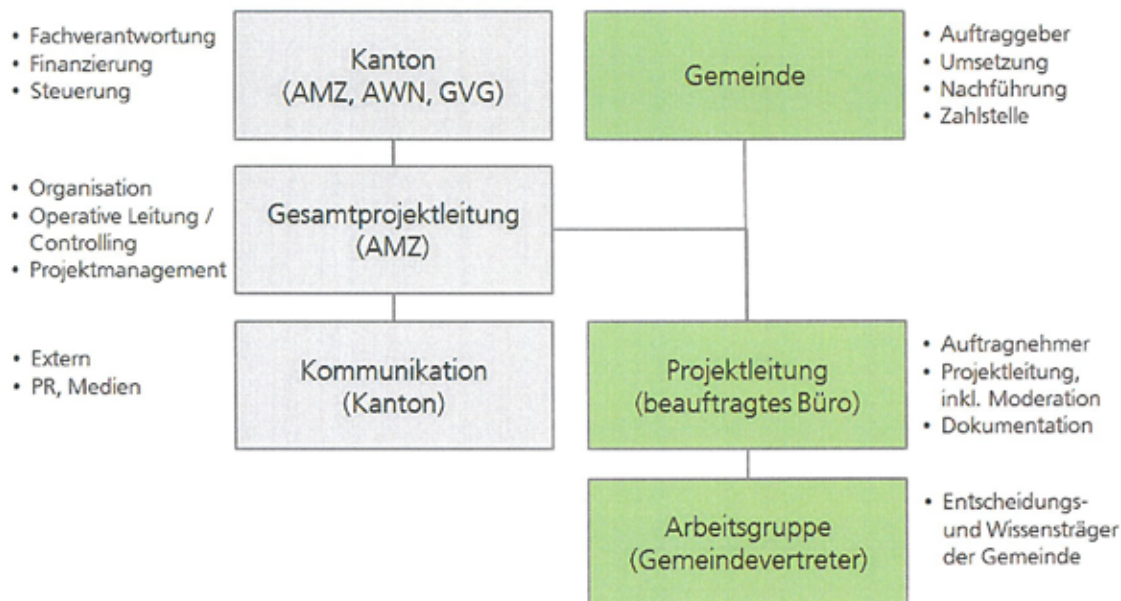 • Fachverantwortung
• Finanzierung
• Steuerung
Kanton
(AMZ, AWN, GVG)
Gemeinde
• Auftraggeber
• Umsetzung
• Nachführung
• Zahlstelle
• Organisation
• Operative Leitung /
Controlling
• Projektmanagement
Gesamtprojektleitung
(AMZ)
• Extern
• PR, Medien
Kommunikation
(Kanton)
Projektleitung
(beauftragtes Büro)
• Auftragnehmer
• Projektleitung,
inkl. Moderation
• Dokumentation
Arbeitsgruppe
(Gemeindevertreter)
• Entscheidungs-
und Wissensträger
der Gemeinde